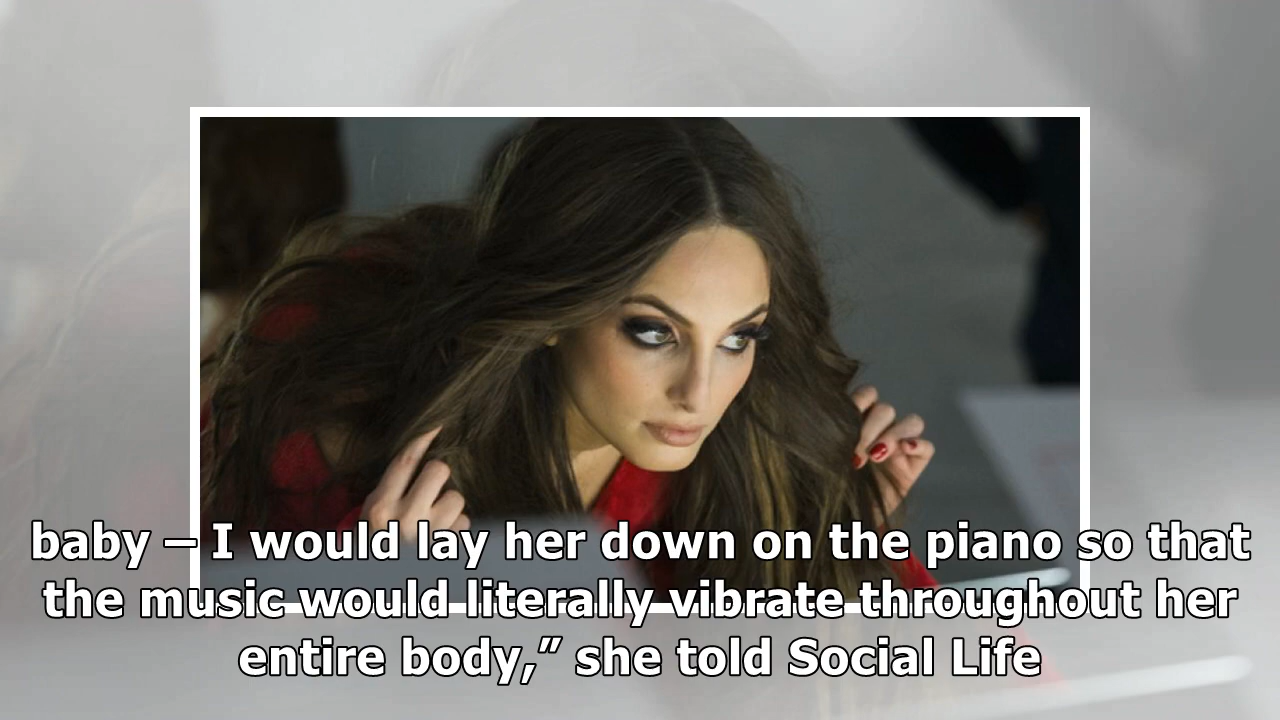 baby – I would lay her down on the piano so that
the music would literally vibrate throughout her
entire body,” she told Social Life